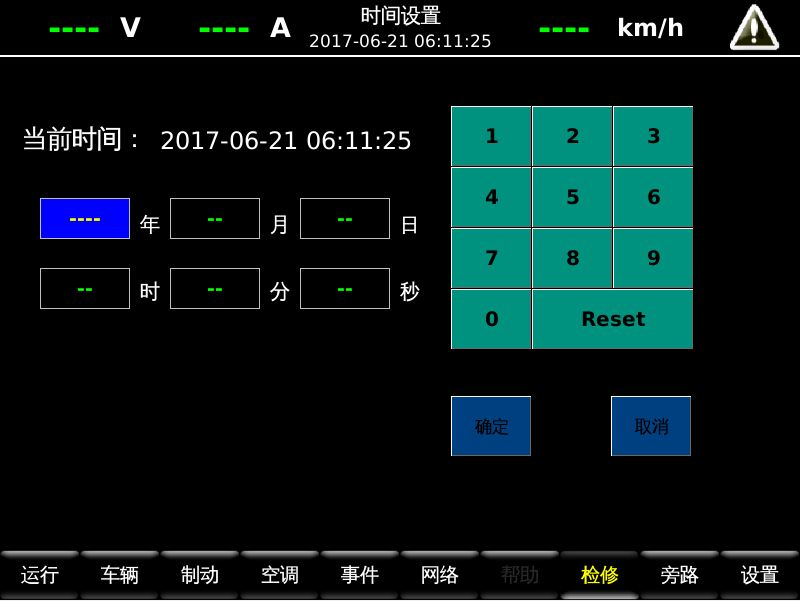 ---- V ---- A 时间设置 ---- km/h
2017-06-21 06:11:25
当前时间： 2017-06-21 06:11:25
---- 年 -- 月 -- 日
-- 时 -- 分 -- 秒
1 2 3
4 5 6
7 8 9
0 Reset
确定 取消
运行 车辆 制动 空调 事件 网络 帮助 检修 旁路 设置